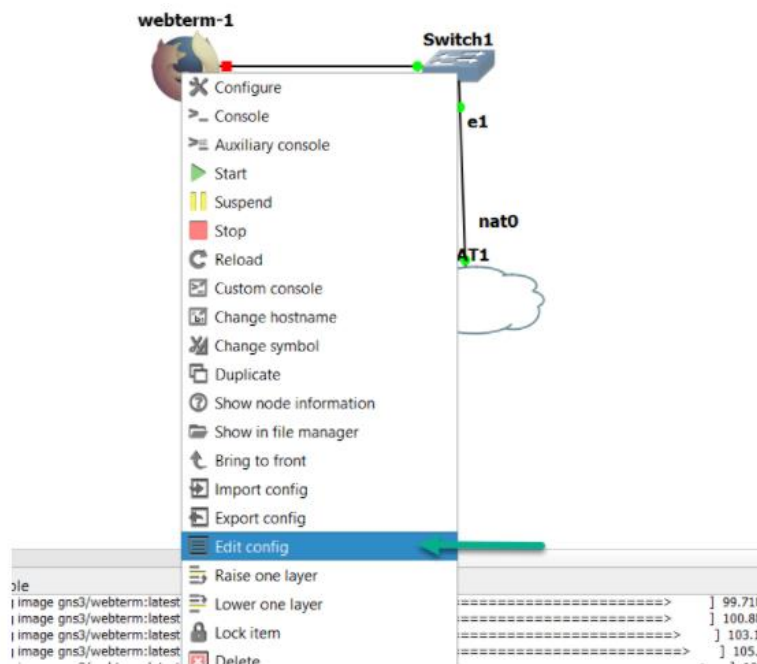 webterm-1
Switch1
e1
nat0
AT1
Configure
Console
Auxiliary console
Start
Suspend
Stop
Reload
Custom console
Change hostname
Change symbol
Duplicate
Show node information
Show in file manager
Bring to front
Import config
Export config
Edit config
Raise one layer
Lower one layer
Lock item
Delete
ole
image gns3/webterm:latest ========================> ] 99.71
image gns3/webterm:latest ========================> ] 100.8
image gns3/webterm:latest =========================> ] 103.1
image gns3/webterm:latest ==========================> ] 105.